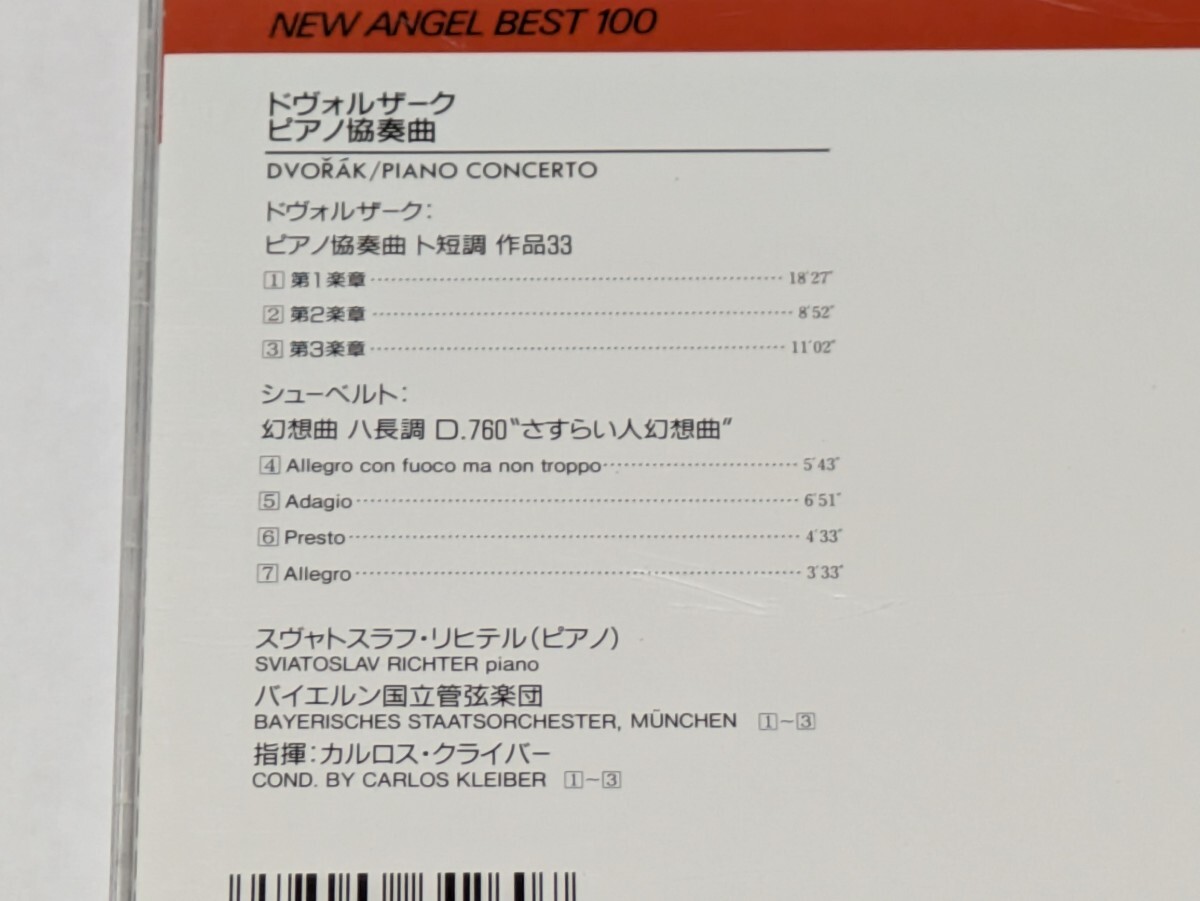 NEW ANGEL BEST 100
ドヴォルザーク
ピアノ協奏曲
DVOŘÁK/PIANO CONCERTO
ドヴォルザーク:
ピアノ協奏曲 ト短調 作品33
1 第1楽章 18'27"
2 第2楽章 8'52"
3 第3楽章 11'02"
シューベルト:
幻想曲 ハ長調 D.760"さすらい人幻想曲"
4 Allegro con fuoco ma non troppo 5'43"
5 Adagio 6'51"
6 Presto 4'33"
7 Allegro 3'33"
スヴャトスラフ・リヒテル(ピアノ)
SVIATOSLAV RICHTER piano
バイエルン国立管弦楽団
BAYERISCHES STAATSORCHESTER, MÜNCHEN 1~3
指揮:カルロス・クライバー
COND. BY CARLOS KLEIBER 1~3